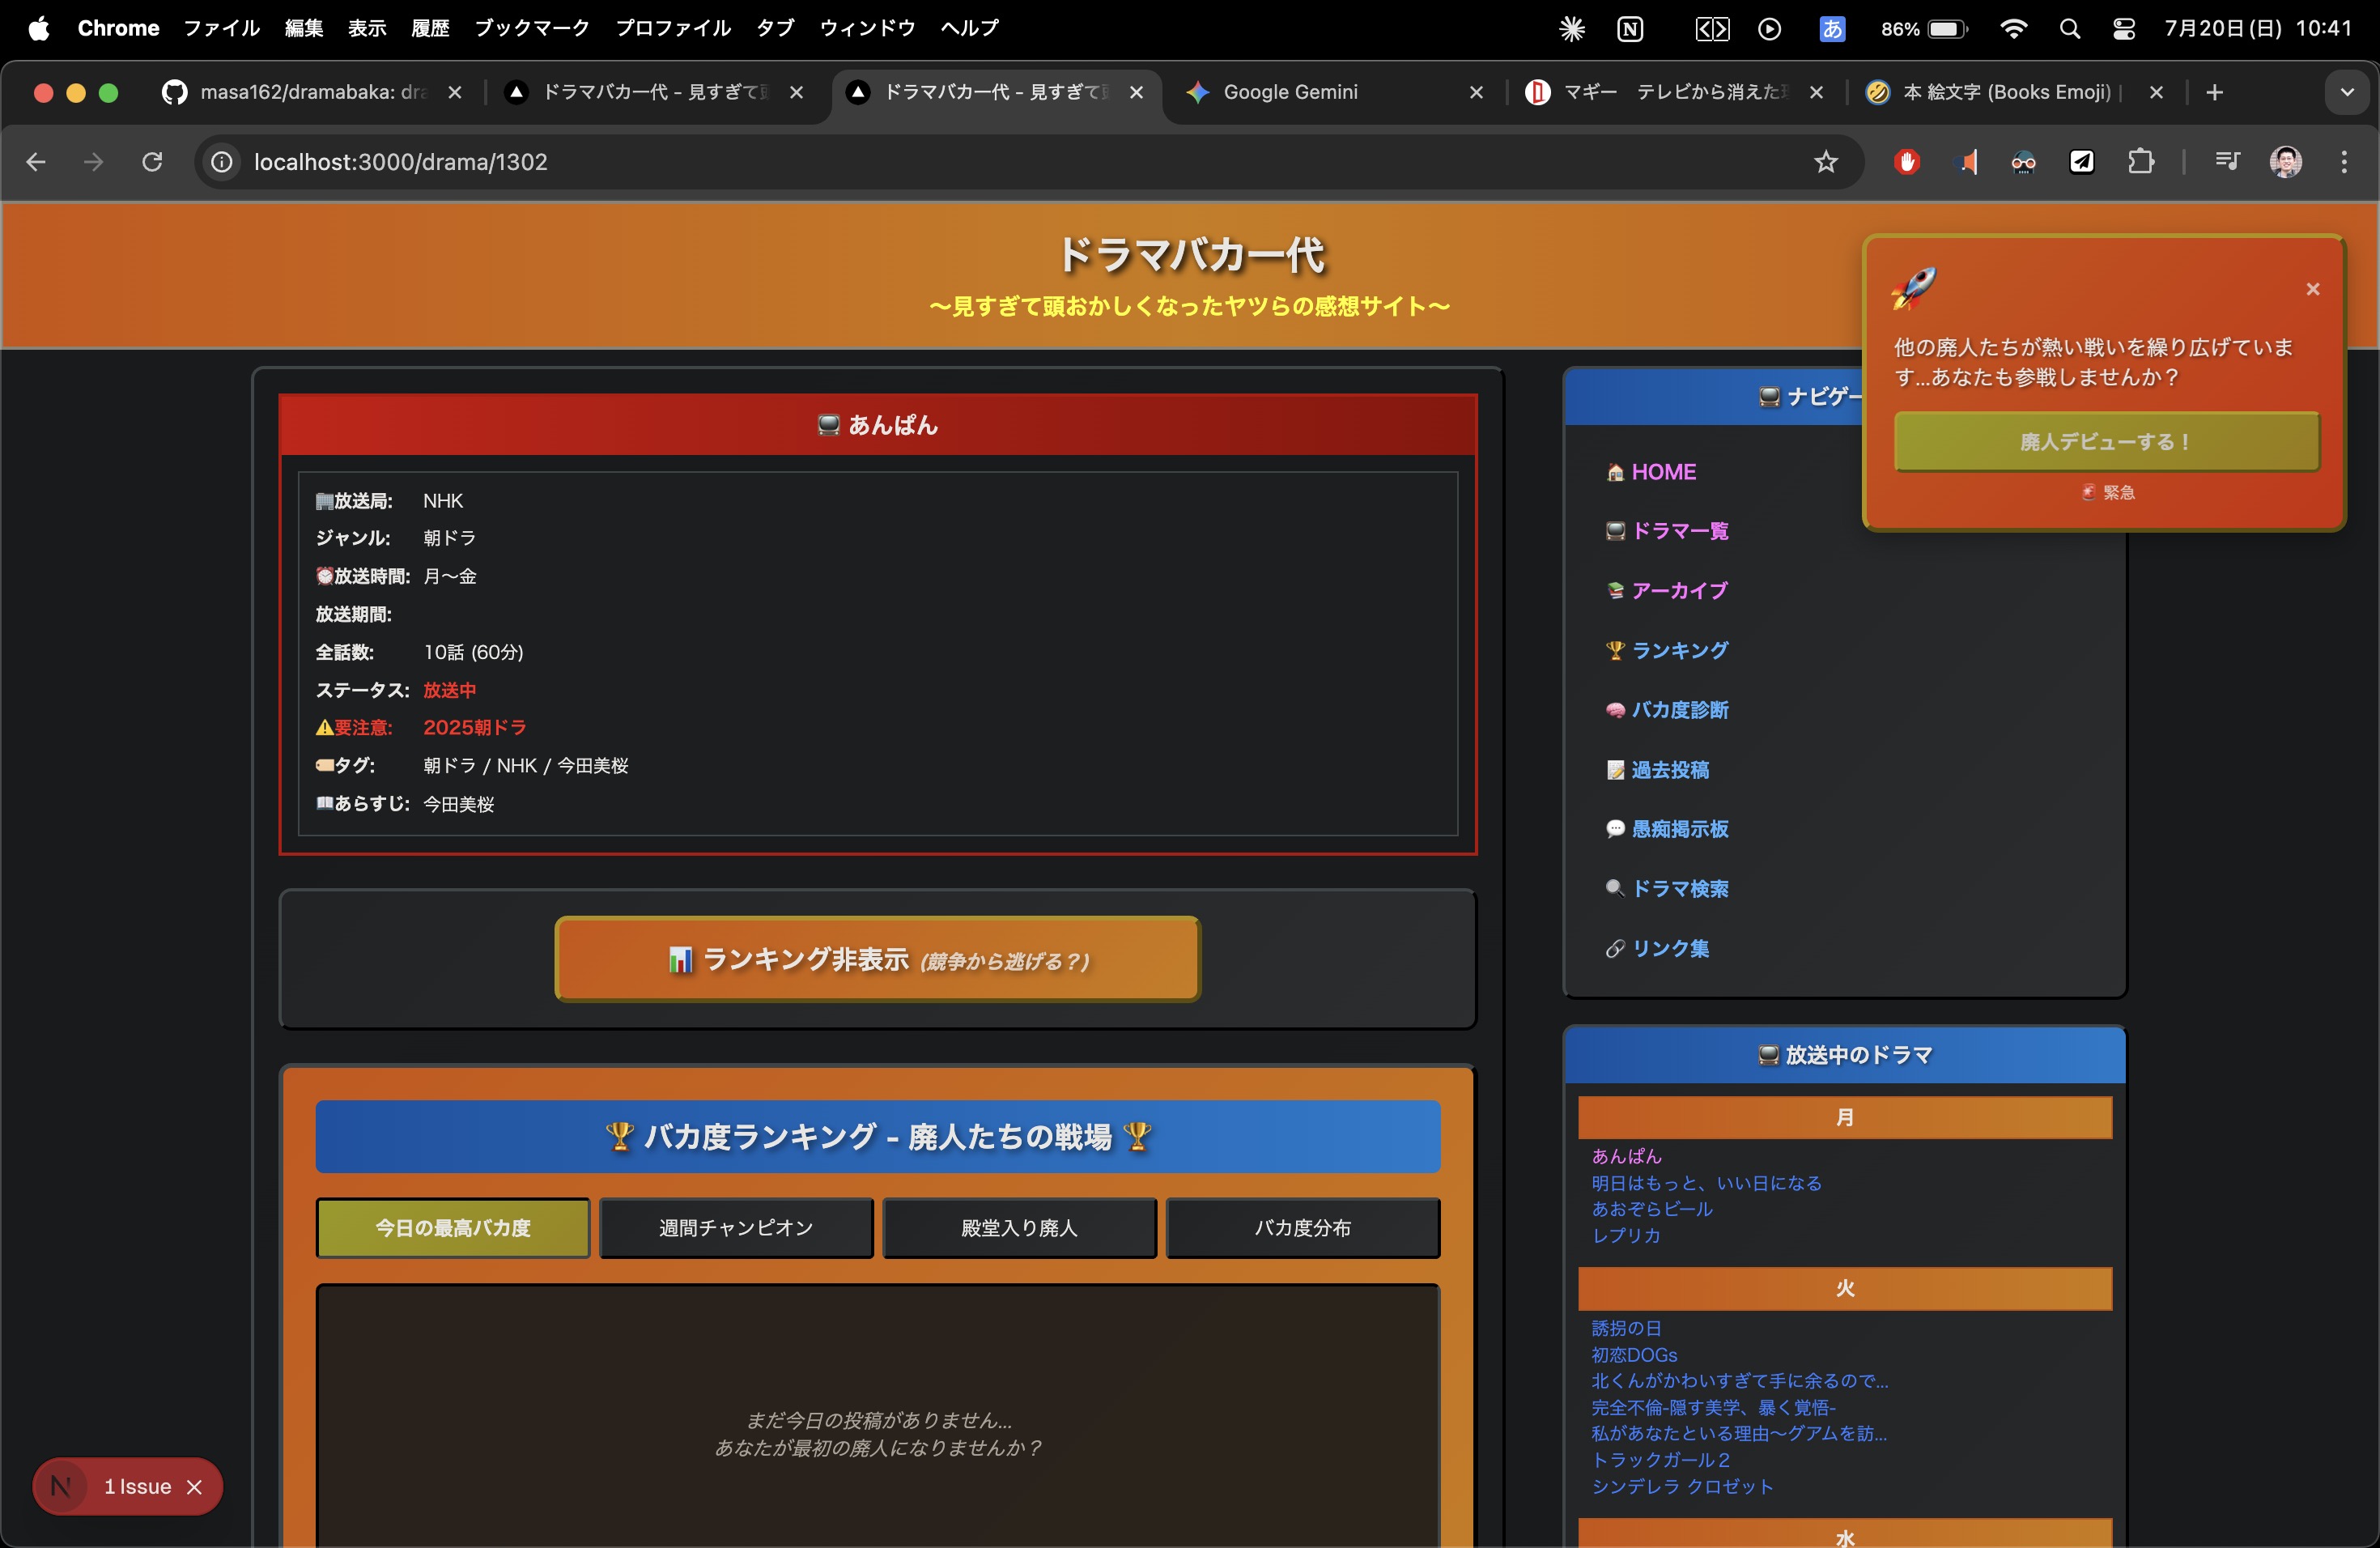 Chrome ファイル 編集 表示 履歴 ブックマーク プロファイル タブ ウィンドウ ヘルプ
N あ 86% 7月20日(日) 10:41
masa162/dramabaka: dra
ドラマバカ一代 - 見すぎて頭
ドラマバカ一代 - 見すぎて頭
Google Gemini
マギー テレビから消えた
本 絵文字 (Books Emoji) |
localhost:3000/drama/1302
ドラマバカ一代
〜見すぎて頭おかしくなったヤツらの感想サイト〜
他の廃人たちが熱い戦いを繰り広げていま
す...あなたも参戦しませんか？
廃人デビューする！
🚨 緊急
📺 あんぱん
🏢放送局: NHK
ジャンル: 朝ドラ
⏰放送時間: 月〜金
放送期間:
全話数: 10話 (60分)
ステータス: 放送中
⚠️要注意: 2025朝ドラ
🏷️タグ: 朝ドラ / NHK / 今田美桜
📖あらすじ: 今田美桜
📊 ランキング非表示 (競争から逃げる？)
🏆 バカ度ランキング - 廃人たちの戦場 🏆
今日の最高バカ度 週間チャンピオン 殿堂入り廃人 バカ度分布
まだ今日の投稿がありません...
あなたが最初の廃人になりませんか？
📺 ナビゲー
🏠 HOME
📺 ドラマ一覧
📚 アーカイブ
🏆 ランキング
🧠 バカ度診断
📝 過去投稿
💬 愚痴掲示板
🔍 ドラマ検索
🔗 リンク集
📺 放送中のドラマ
月
あんぱん
明日はもっと、いい日になる
あおぞらビール
レプリカ
火
誘拐の日
初恋DOGs
北くんがかわいすぎて手に余るので...
完全不倫-隠す美学、暴く覚悟-
私があなたといる理由〜グアムを訪...
トラックガール２
シンデレラ クロゼット
水
N 1 Issue